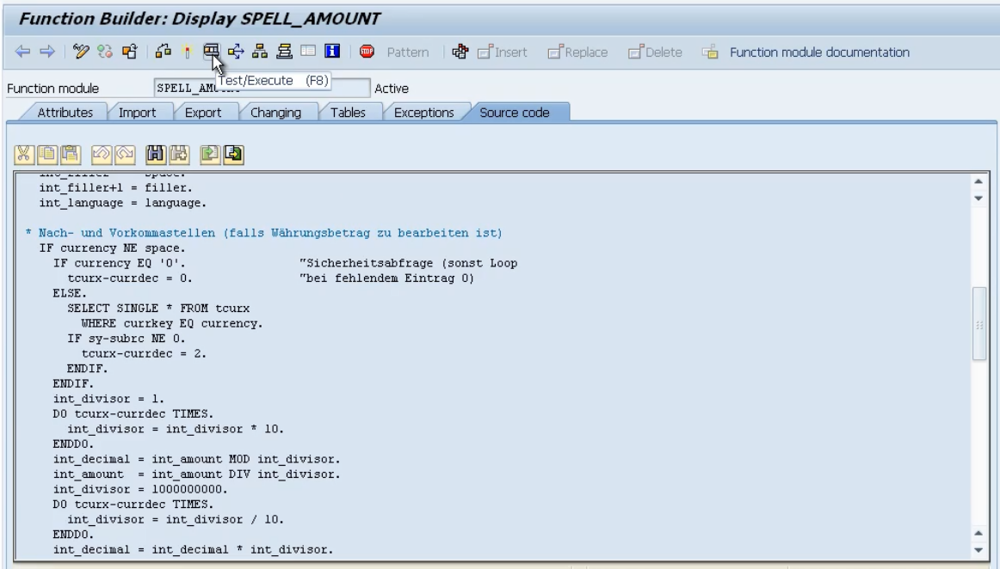 Function Builder: Display SPELL_AMOUNT
Pattern Insert Replace Delete Function module documentation
Function module SPELL_AM Active
Test/Execute (F8)
Attributes Import Export Changing Tables Exceptions Source code
int_filler+1 = filler.
int_language = language.
* Nach- und Vorkommastellen (falls Währungsbetrag zu bearbeiten ist)
IF currency NE space.
IF currency EQ '0'. "Sicherheitsabfrage (sonst Loop
tcurx-currdec = 0. "bei fehlendem Eintrag 0)
ELSE.
SELECT SINGLE * FROM tcurx
WHERE currkey EQ currency.
IF sy-subrc NE 0.
tcurx-currdec = 2.
ENDIF.
ENDIF.
int_divisor = 1.
DO tcurx-currdec TIMES.
int_divisor = int_divisor * 10.
ENDDO.
int_decimal = int_amount MOD int_divisor.
int_amount = int_amount DIV int_divisor.
int_divisor = 1000000000.
DO tcurx-currdec TIMES.
int_divisor = int_divisor / 10.
ENDDO.
int_decimal = int_decimal * int_divisor.